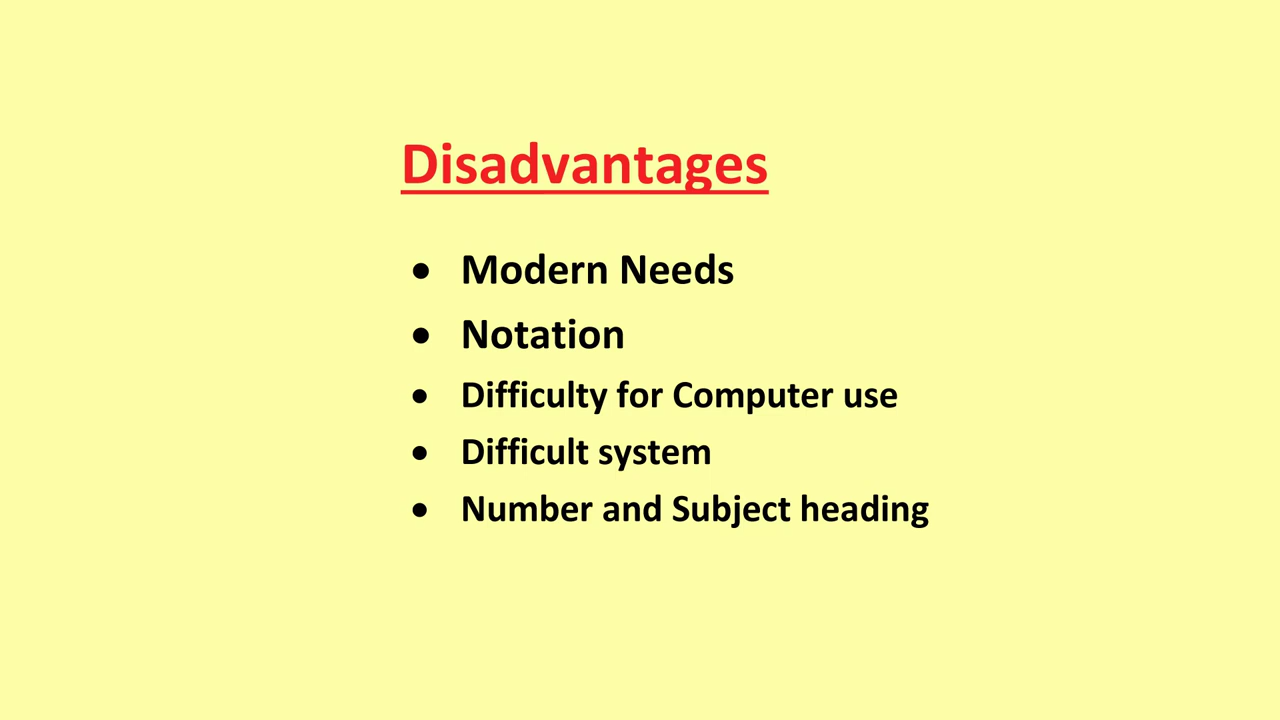 Disadvantages
• Modern Needs
• Notation
• Difficulty for Computer use
• Difficult system
• Number and Subject heading